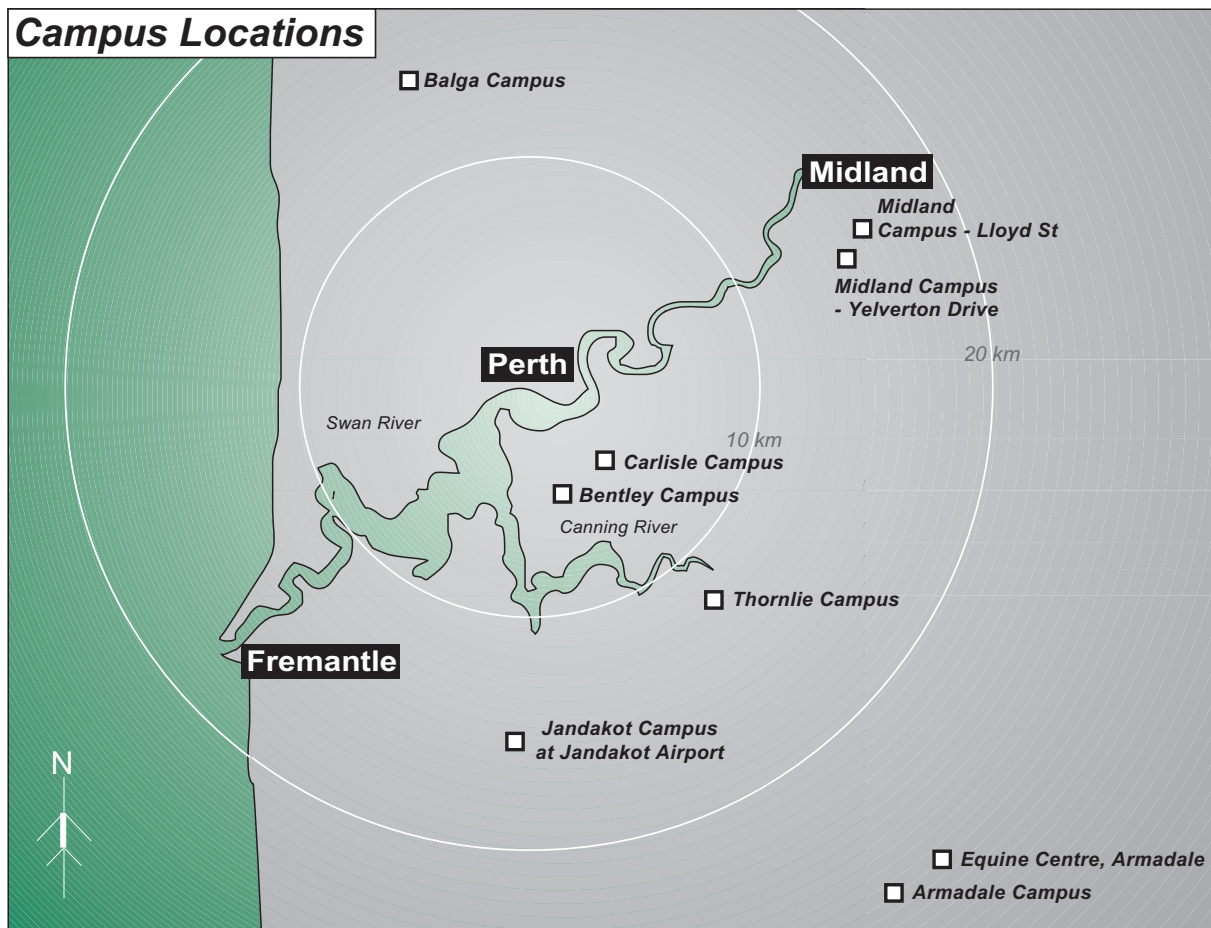 Campus Locations
Balga Campus
Midland
Midland
Campus - Lloyd St
Midland Campus
- Yelverton Drive
20 km
Perth
Swan River
10 km
Carlisle Campus
Bentley Campus
Canning River
Thornlie Campus
Fremantle
Jandakot Campus
at Jandakot Airport
N
Equine Centre, Armadale
Armadale Campus